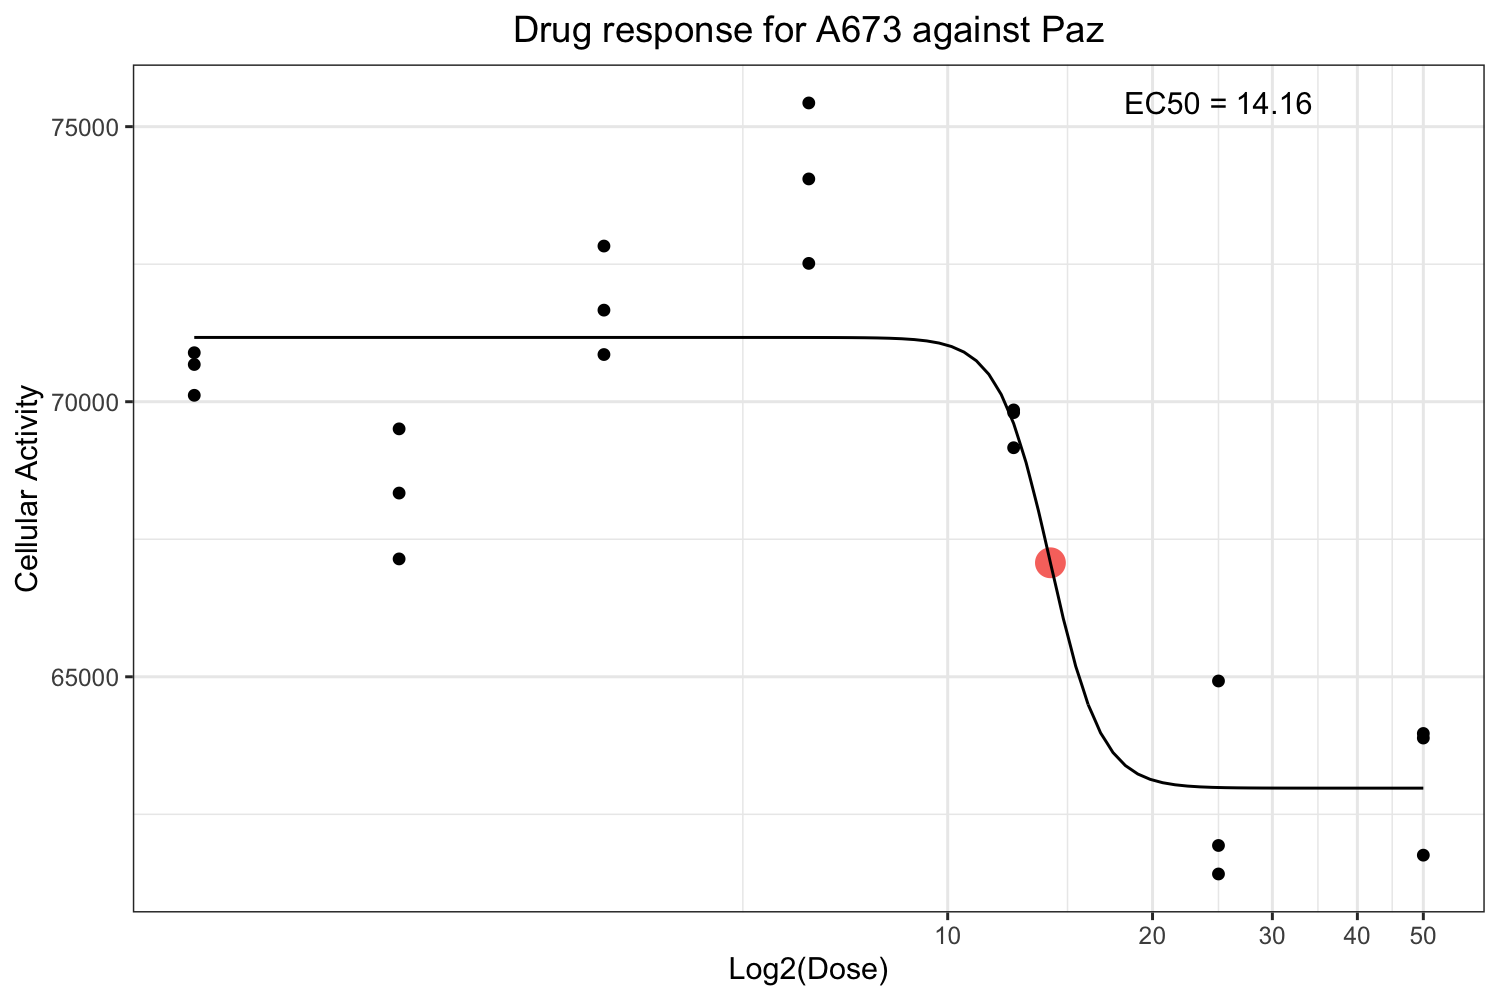 Drug response for A673 against Paz
EC50 = 14.16
75000
70000
65000
Cellular Activity
10 20 30 40 50
Log2(Dose)